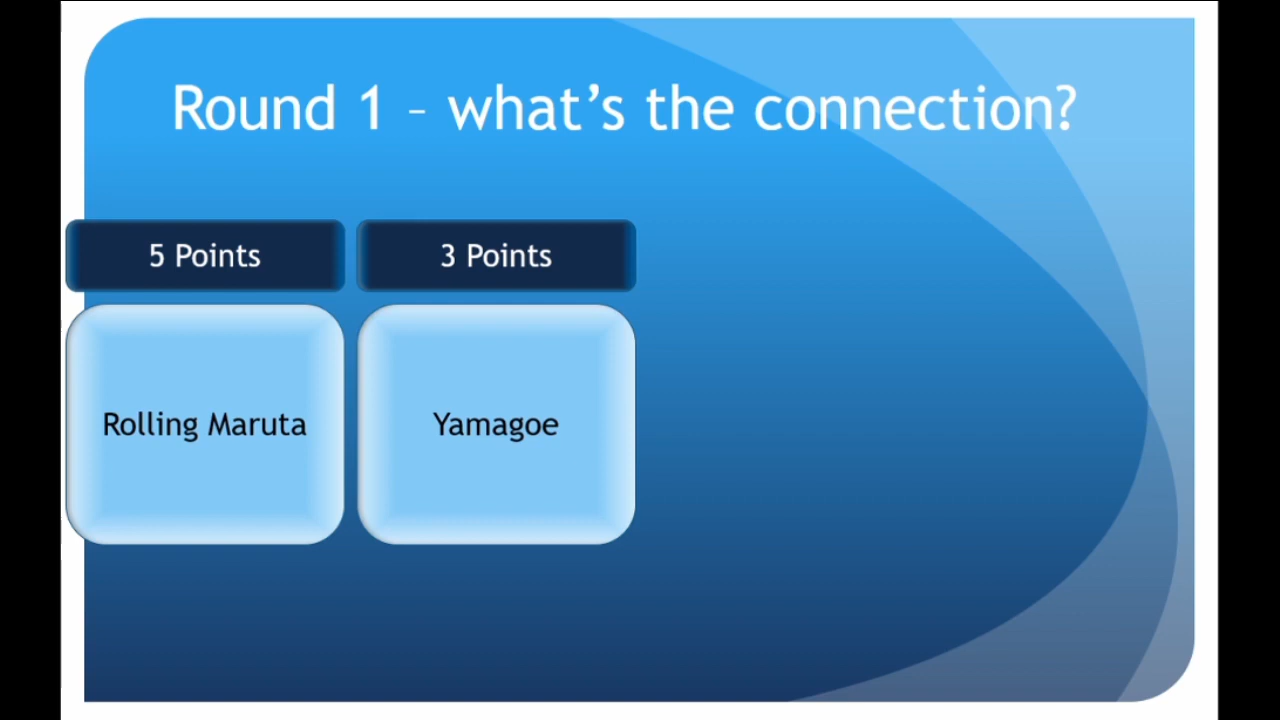 Round 1 – what’s the connection?
5 Points
3 Points
Rolling Maruta
Yamagoe